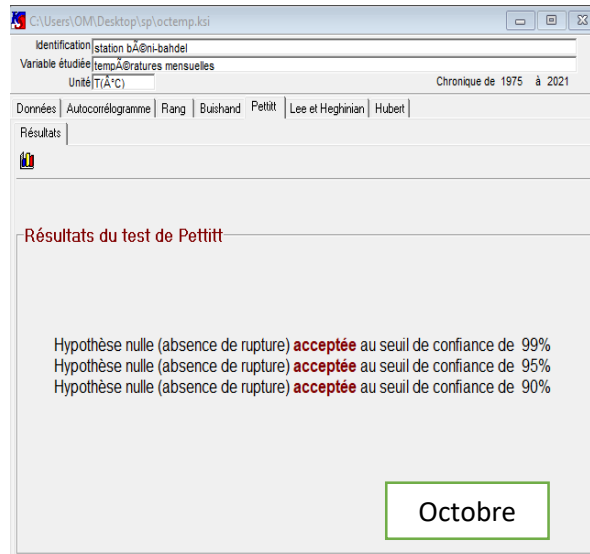 C:\Users\OM\Desktop\sp\octemp.ksi
Identification station bÃ©ni-bahdel
Variable étudiée tempÃ©ratures mensuelles
Unité T(Â°C) Chronique de 1975 à 2021
Données Autocorrélogramme Rang Buishand Pettitt Lee et Heghinian Hubert
Résultats
Résultats du test de Pettitt
Hypothèse nulle (absence de rupture) acceptée au seuil de confiance de 99%
Hypothèse nulle (absence de rupture) acceptée au seuil de confiance de 95%
Hypothèse nulle (absence de rupture) acceptée au seuil de confiance de 90%
Octobre